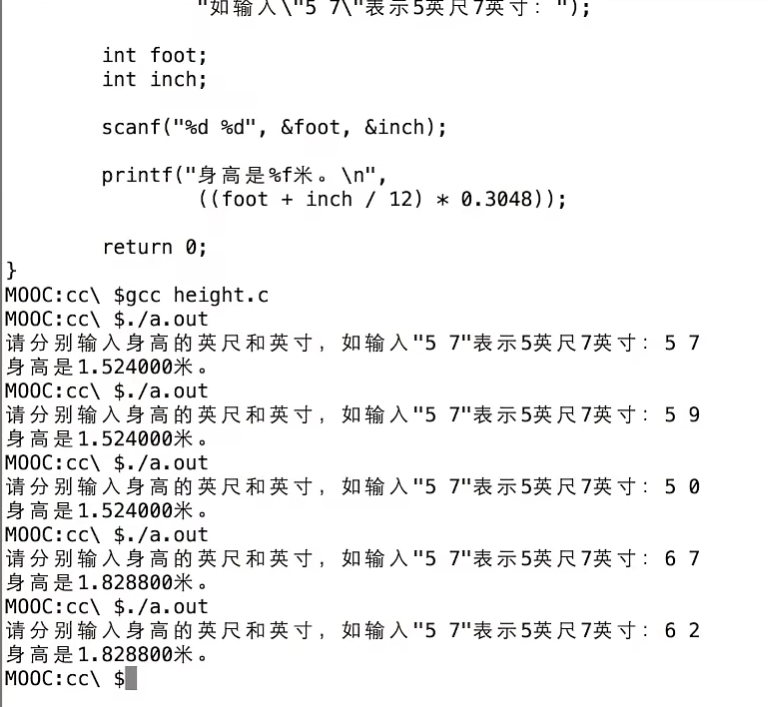 "如输入\"5 7\"表示5英尺7英寸：");
int foot;
int inch;
scanf("%d %d", &foot, &inch);
printf("身高是%f米。\n",
((foot + inch / 12) * 0.3048));
return 0;
}
MOOC:cc\ $gcc height.c
MOOC:cc\ $./a.out
请分别输入身高的英尺和英寸，如输入"5 7"表示5英尺7英寸：5 7
身高是1.524000米。
MOOC:cc\ $./a.out
请分别输入身高的英尺和英寸，如输入"5 7"表示5英尺7英寸：5 9
身高是1.524000米。
MOOC:cc\ $./a.out
请分别输入身高的英尺和英寸，如输入"5 7"表示5英尺7英寸：5 0
身高是1.524000米。
MOOC:cc\ $./a.out
请分别输入身高的英尺和英寸，如输入"5 7"表示5英尺7英寸：6 7
身高是1.828800米。
MOOC:cc\ $./a.out
请分别输入身高的英尺和英寸，如输入"5 7"表示5英尺7英寸：6 2
身高是1.828800米。
MOOC:cc\ $